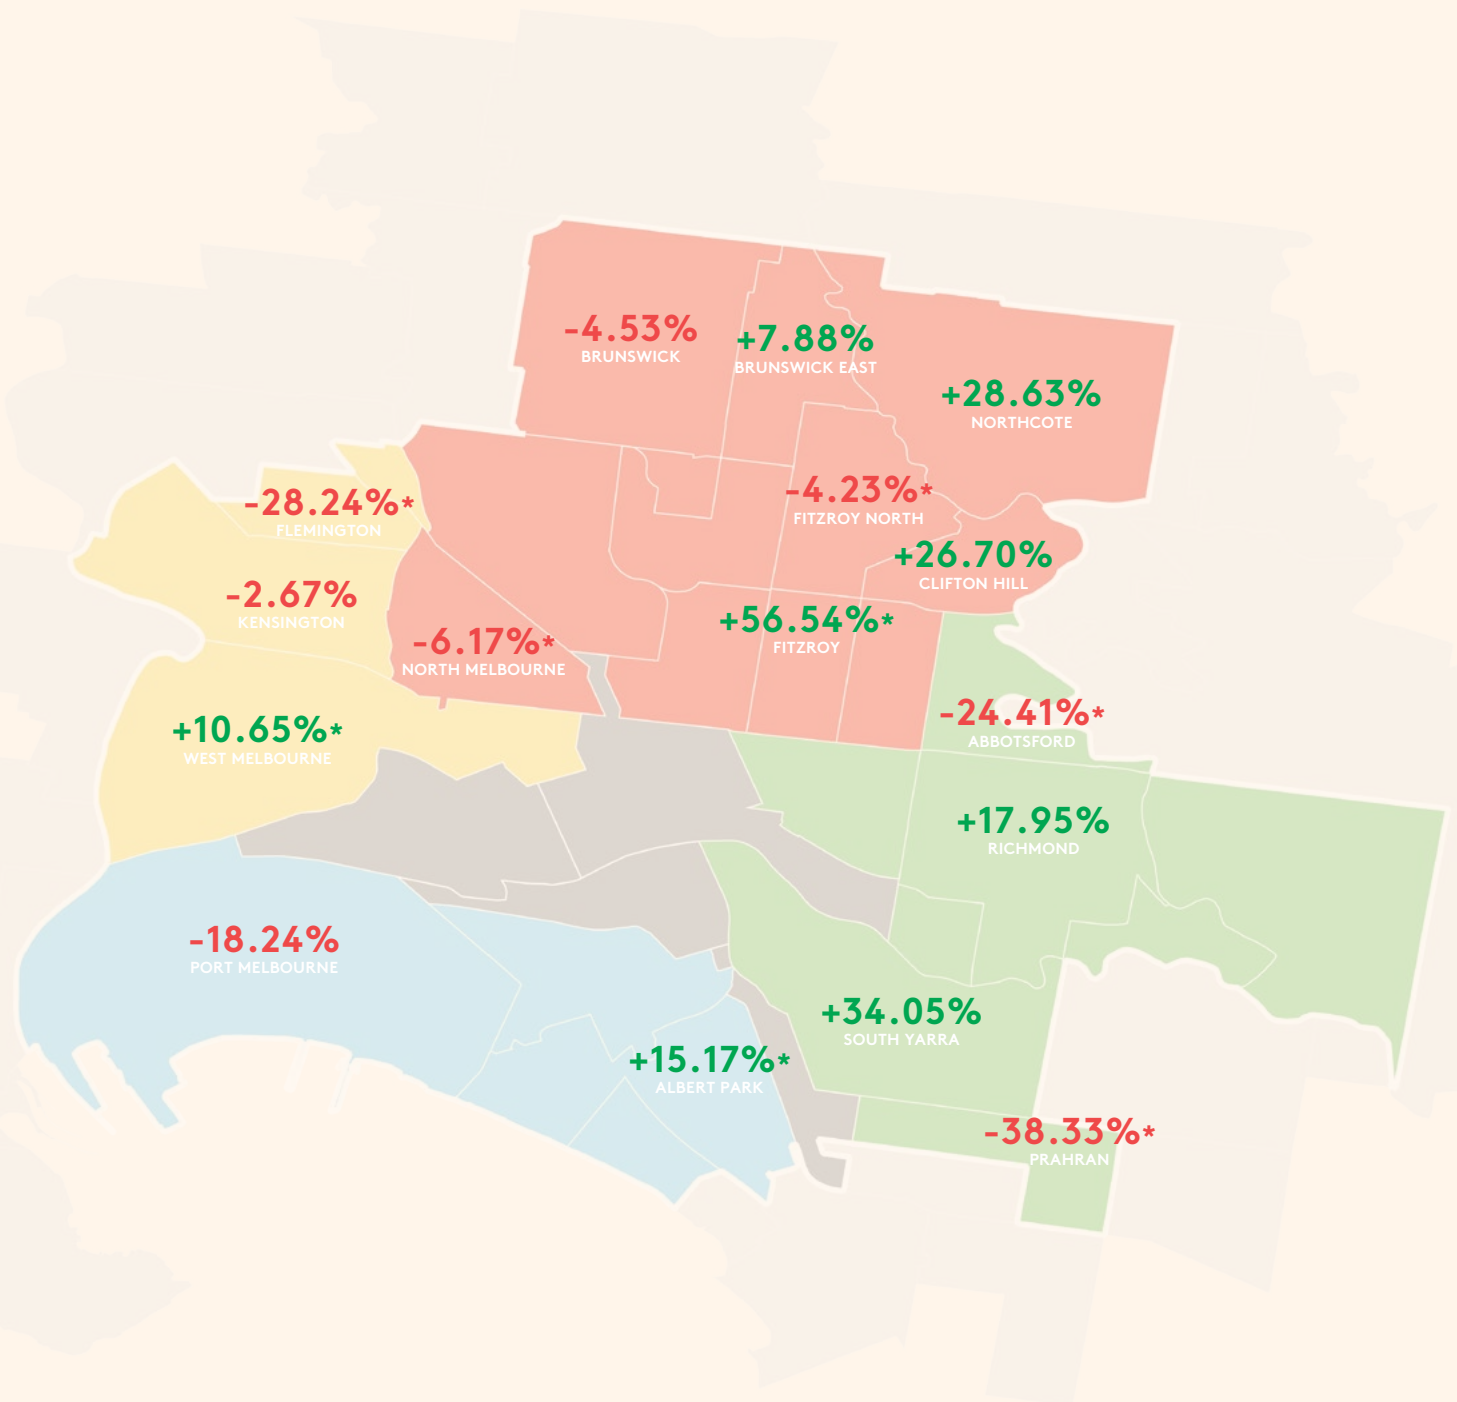 -4.53%
BRUNSWICK
+7.88%
BRUNSWICK EAST
+28.63%
NORTHCOTE
-28.24%*
FLEMINGTON
-4.23%*
FITZROY NORTH
+26.70%
CLIFTON HILL
-2.67%
KENSINGTON
-6.17%*
NORTH MELBOURNE
+56.54%*
FITZROY
+10.65%*
WEST MELBOURNE
-24.41%*
ABBOTSFORD
+17.95%
RICHMOND
-18.24%
PORT MELBOURNE
+34.05%
SOUTH YARRA
+15.17%*
ALBERT PARK
-38.33%*
PRAHRAN